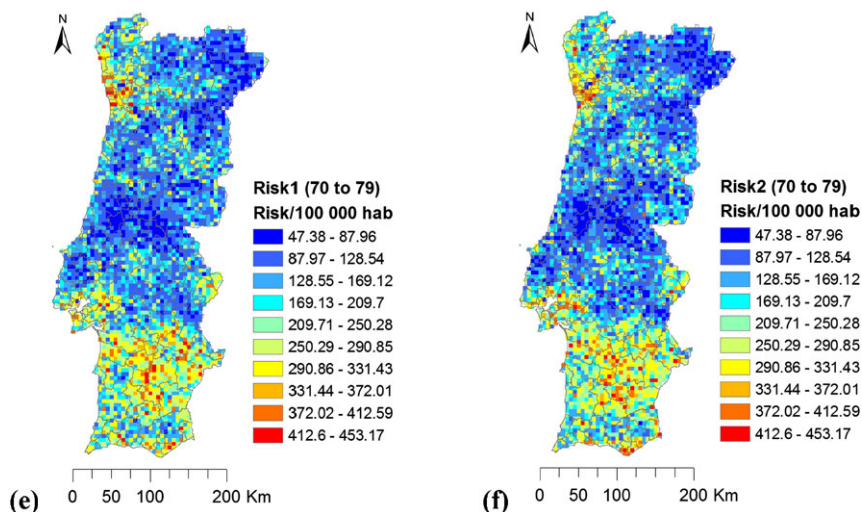 N
Risk1 (70 to 79)
Risk/100 000 hab
47.38 - 87.96
87.97 - 128.54
128.55 - 169.12
169.13 - 209.7
209.71 - 250.28
250.29 - 290.85
290.86 - 331.43
331.44 - 372.01
372.02 - 412.59
412.6 - 453.17
0 50 100 200 Km
(e)
N
Risk2 (70 to 79)
Risk/100 000 hab
47.38 - 87.96
87.97 - 128.54
128.55 - 169.12
169.13 - 209.7
209.71 - 250.28
250.29 - 290.85
290.86 - 331.43
331.44 - 372.01
372.02 - 412.59
412.6 - 453.17
0 50 100 200 Km
(f)